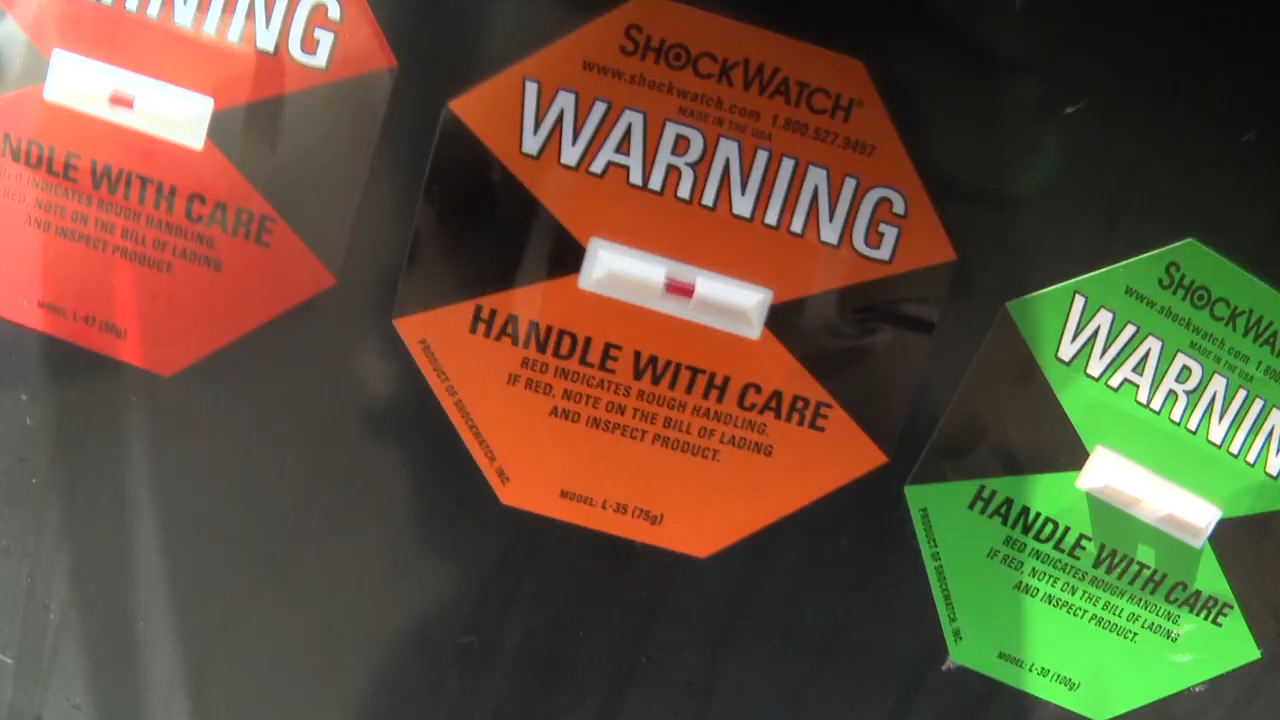 NING
NDLE WITH CARE
RED INDICATES ROUGH HANDLING.
RED, NOTE ON THE BILL OF LADING
AND INSPECT PRODUCT.
MODEL: L-47 (50g)
SHOCKWATCH®
www.shockwatch.com 1.800.527.9497
MADE IN THE USA
WARNING
HANDLE WITH CARE
RED INDICATES ROUGH HANDLING.
IF RED, NOTE ON THE BILL OF LADING
AND INSPECT PRODUCT.
PRODUCT OF SHOCKWATCH, INC.
MODEL: L-35 (75g)
SHOCKWA
www.shockwatch.com 1.800
MADE IN THE USA
WARNIN
HANDLE WITH CARE
RED INDICATES ROUGH HANDLING.
IF RED, NOTE ON THE BILL OF LADING
AND INSPECT PRODUCT.
PRODUCT OF SHOCKWATCH, INC.
MODEL: L-30 (100g)